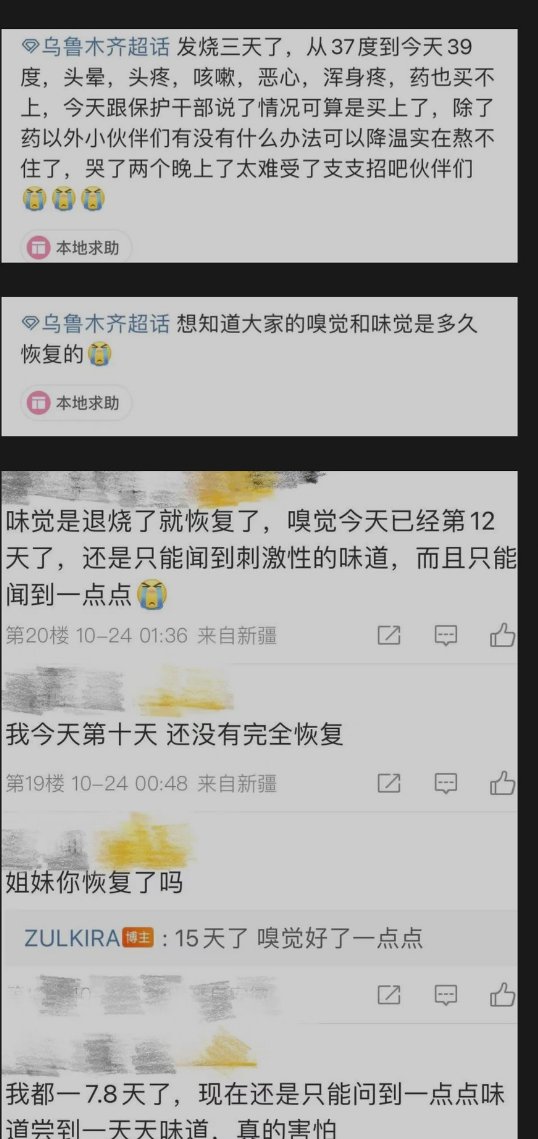 乌鲁木齐超话 发烧三天了，从37度到今天39
度，头晕，头疼，咳嗽，恶心，浑身疼，药也买不
上，今天跟保护干部说了情况可算是买上了，除了
药以外小伙伴们有没有什么办法可以降温实在熬不
住了，哭了两个晚上了太难受了支支招吧伙伴们
😭😭😭
本地求助
乌鲁木齐超话 想知道大家的嗅觉和味觉是多久
恢复的😭
本地求助
味觉是退烧了就恢复了，嗅觉今天已经第12
天了，还是只能闻到刺激性的味道，而且只能
闻到一点点😭
第20楼 10-24 01:36 来自新疆
我今天第十天 还没有完全恢复
第19楼 10-24 00:48 来自新疆
姐妹你恢复了吗
ZULKIRA 博主：15天了 嗅觉好了一点点
我都一7.8天了，现在还是只能问到一点点味
道尝到一天天味道，真的害怕